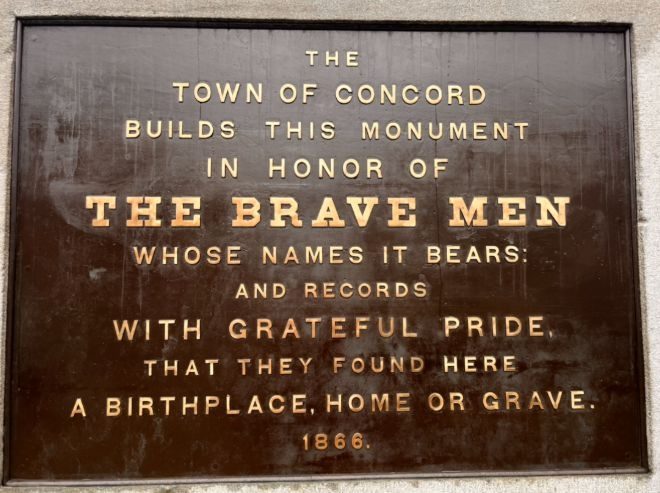 THE
TOWN OF CONCORD
BUILDS THIS MONUMENT
IN HONOR OF
THE BRAVE MEN
WHOSE NAMES IT BEARS:
AND RECORDS
WITH GRATEFUL PRIDE,
THAT THEY FOUND HERE
A BIRTHPLACE, HOME OR GRAVE.
1866.